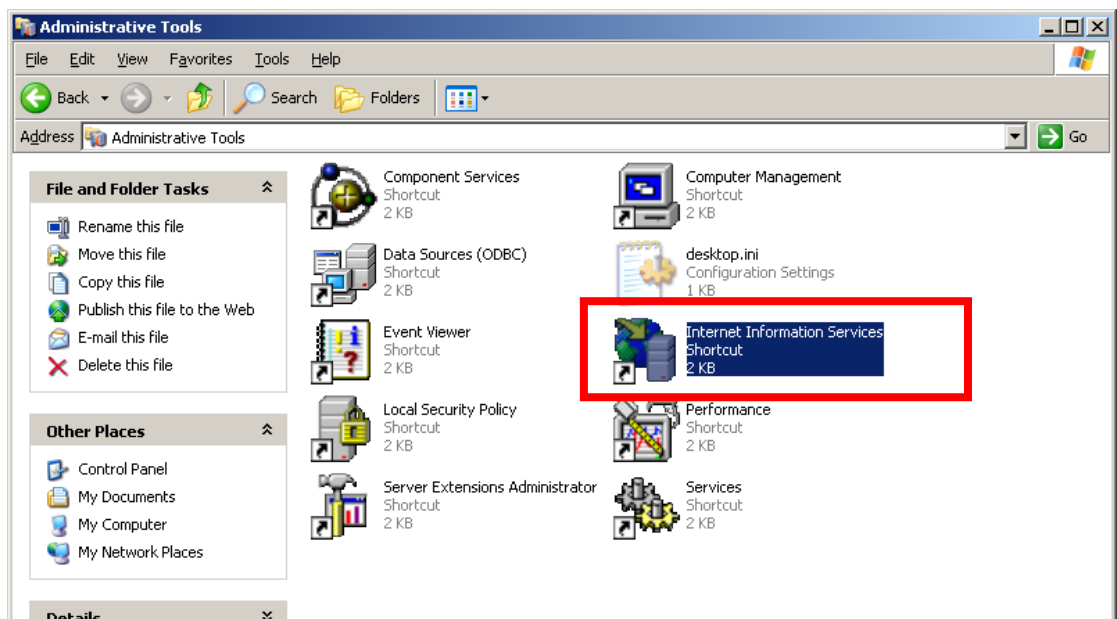 Administrative Tools
File Edit View Favorites Tools Help
Back Search Folders
Address Administrative Tools Go
File and Folder Tasks
Rename this file
Move this file
Copy this file
Publish this file to the Web
E-mail this file
Delete this file
Other Places
Control Panel
My Documents
My Computer
My Network Places
Details
Component Services
Shortcut
2 KB
Computer Management
Shortcut
2 KB
Data Sources (ODBC)
Shortcut
2 KB
desktop.ini
Configuration Settings
1 KB
Event Viewer
Shortcut
2 KB
Internet Information Services
Shortcut
2 KB
Local Security Policy
Shortcut
2 KB
Performance
Shortcut
2 KB
Server Extensions Administrator
Shortcut
2 KB
Services
Shortcut
2 KB